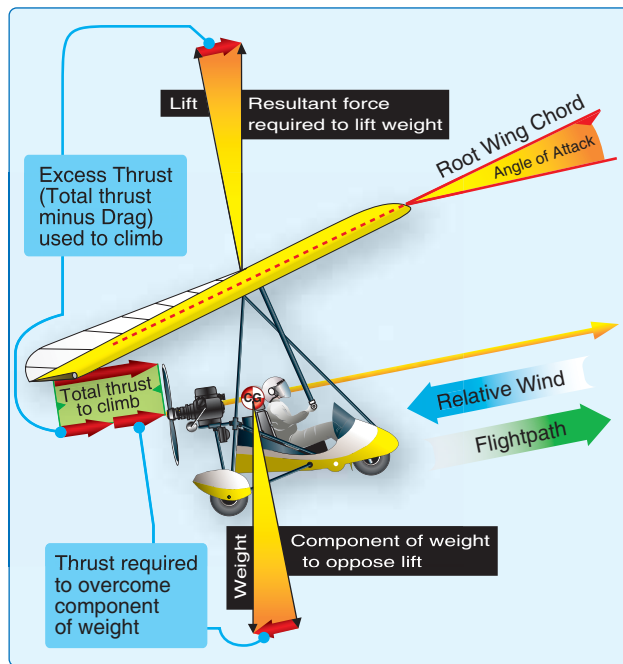 Lift
Resultant force
required to lift weight
Root Wing Chord
Angle of Attack
Excess Thrust
(Total thrust
minus Drag)
used to climb
Total thrust
to climb
CG
Relative Wind
Flightpath
Weight
Component of weight
to oppose lift
Thrust required
to overcome
component
of weight